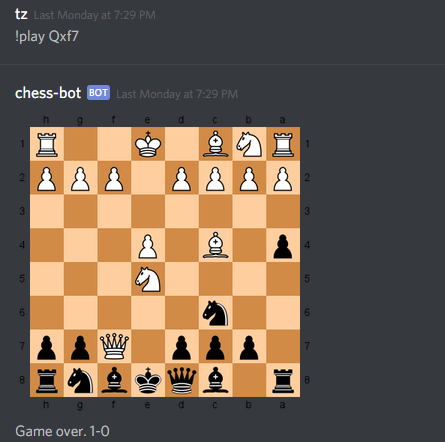 tz Last Monday at 7:29 PM
!play Qxf7
chess-bot BOT Last Monday at 7:29 PM
h g f e d c b a
1 1
2 2
3 3
4 4
5 5
6 6
7 7
8 8
h g f e d c b a
Game over. 1-0